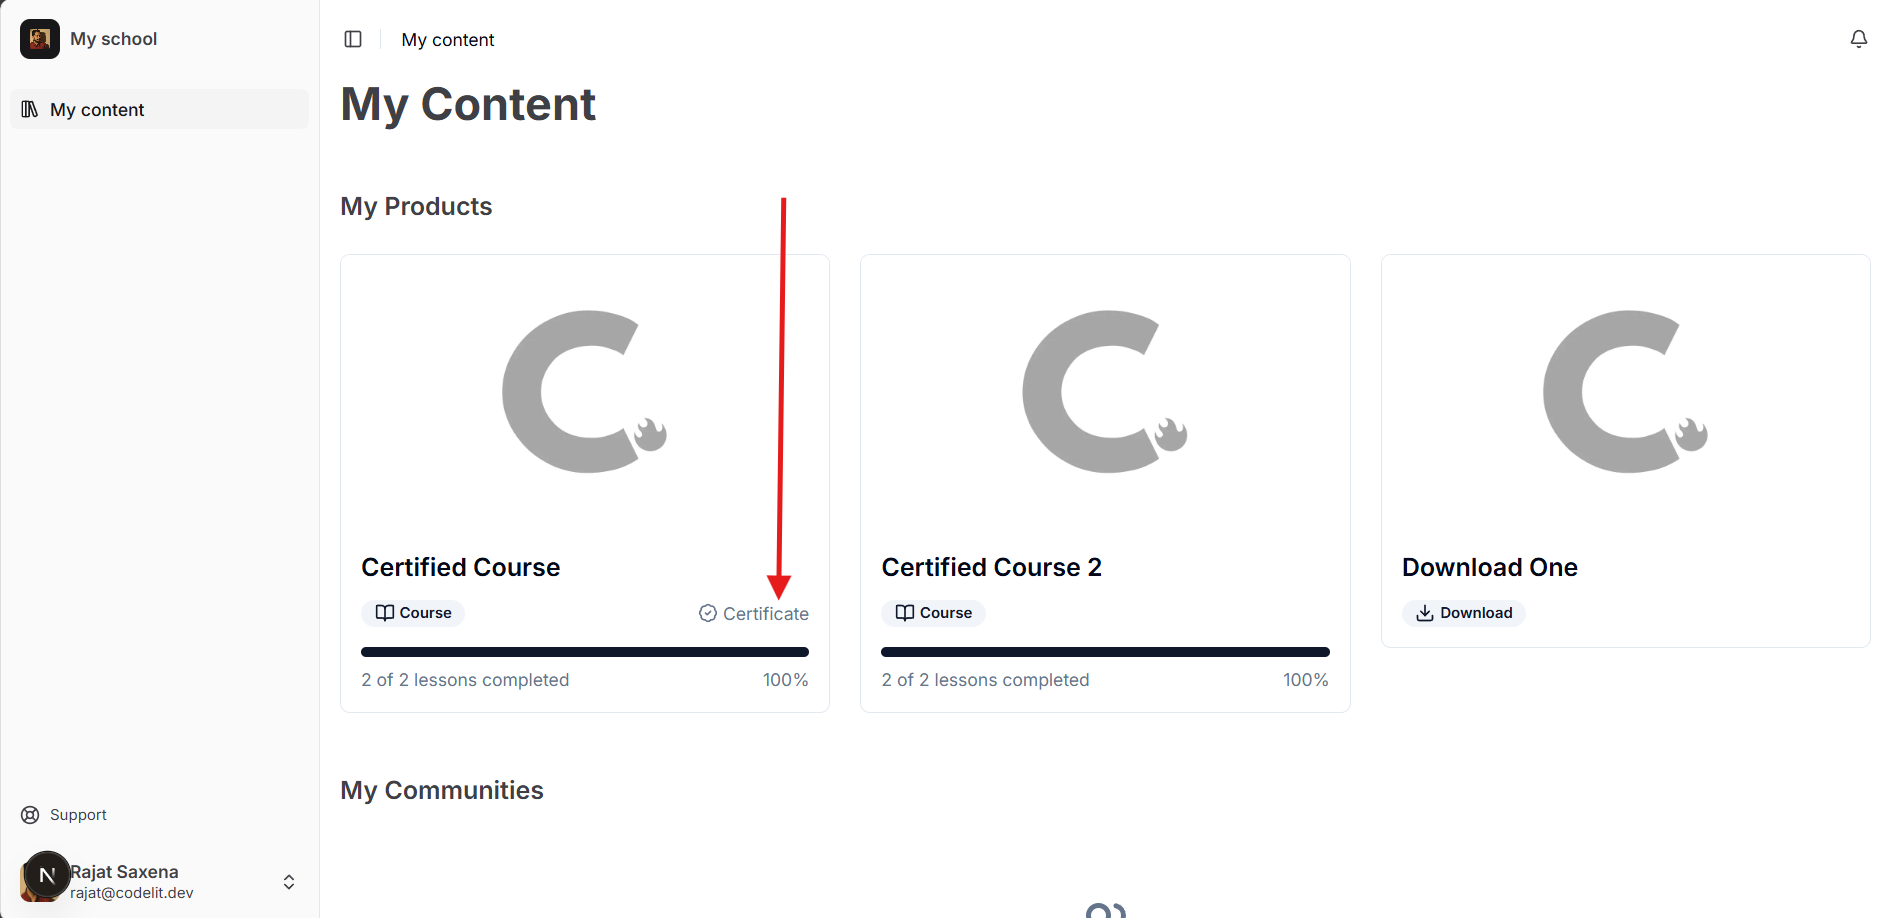 My school
My content
My content
My Content
My Products
Certified Course
Course
Certificate
2 of 2 lessons completed
100%
Certified Course 2
Course
2 of 2 lessons completed
100%
Download One
Download
My Communities
Support
N
Rajat Saxena
rajat@codelit.dev